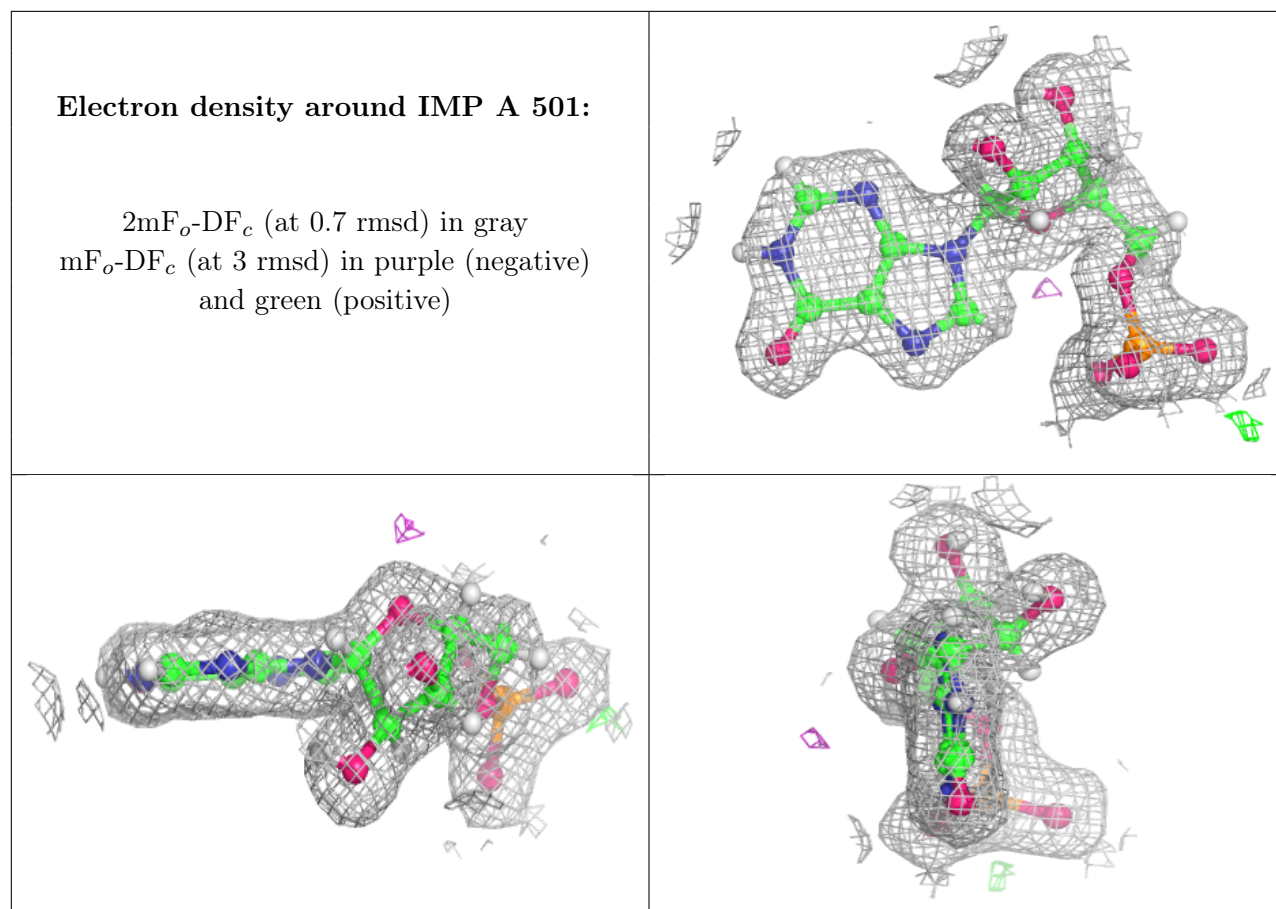 Electron density around IMP A 501:
2mFo-DFc (at 0.7 rmsd) in gray
mFo-DFc (at 3 rmsd) in purple (negative)
and green (positive)